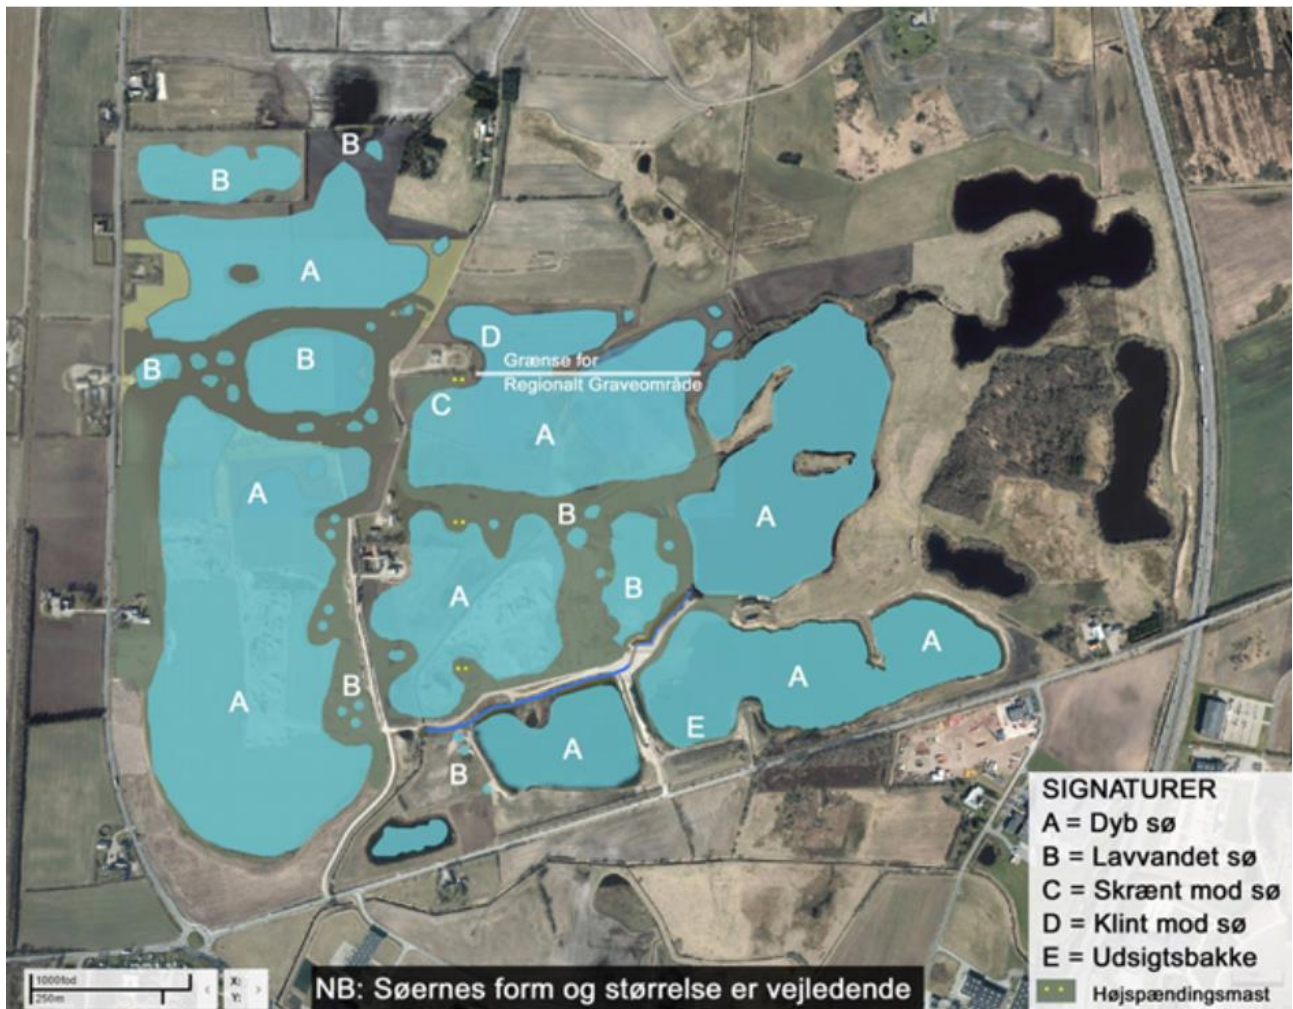 B
B
A
D
Grænse for
Regionalt Graveområde
B
B
C
A
A
B
A
A
B
A
A
A
B
A
E
A
B
SIGNATURER
A = Dyb sø
B = Lavvandet sø
C = Skrænt mod sø
D = Klint mod sø
E = Udsigtsbakke
Højspændingsmast
1000fod
250m
X:
Y:
NB: Søernes form og størrelse er vejledende